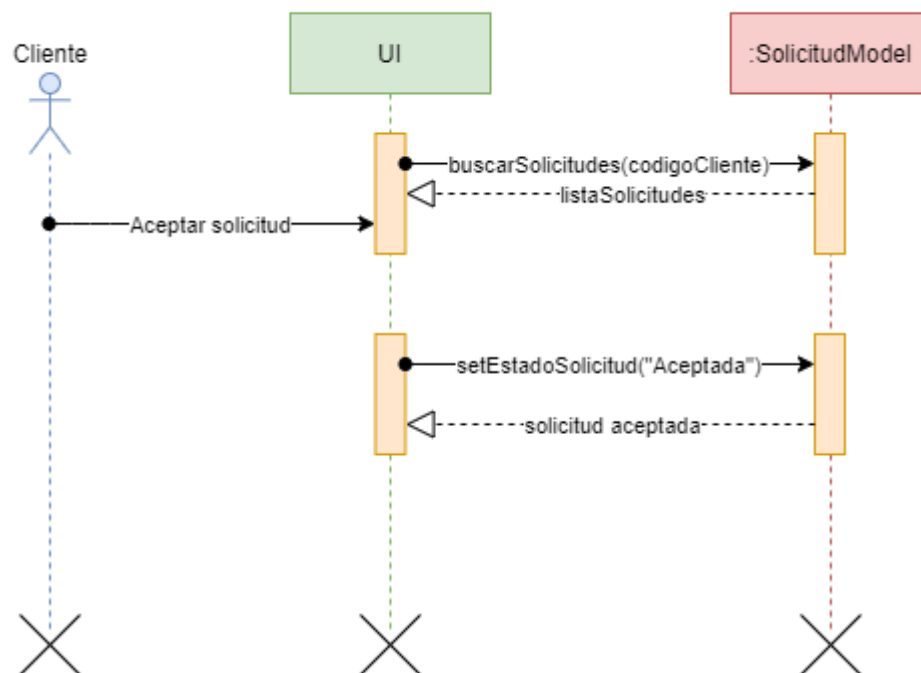 Cliente
UI
:SolicitudModel
buscarSolicitudes(codigoCliente)
listaSolicitudes
Aceptar solicitud
setEstadoSolicitud("Aceptada")
solicitud aceptada